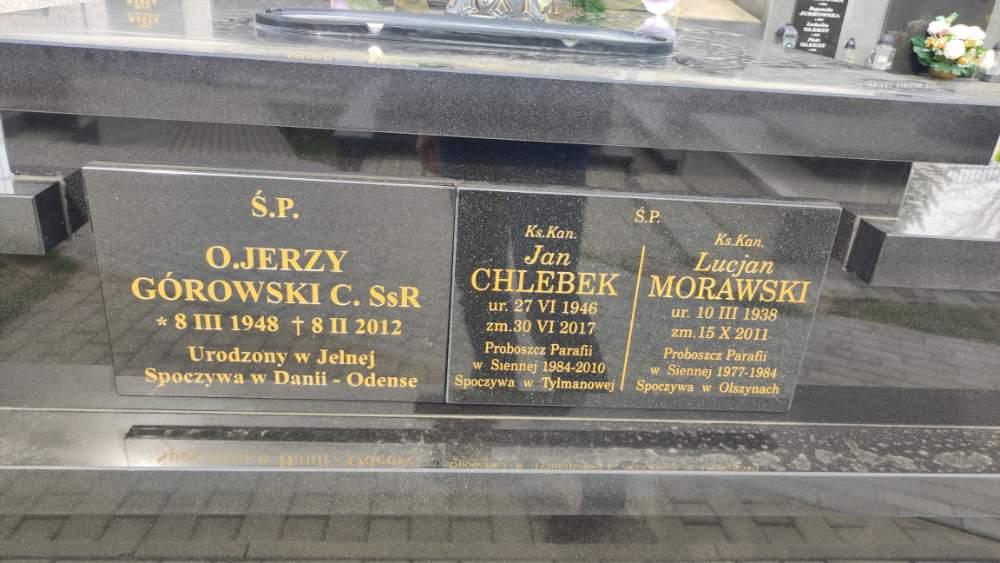 Ś.P.
O.JERZY
GÓROWSKI C. SsR
* 8 III 1948 † 8 II 2012
Urodzony w Jelnej
Spoczywa w Danii - Odense
Ś.P.
Ks.Kan.
Jan
CHLEBEK
ur. 27 VI 1946
zm. 30 VI 2017
Proboszcz Parafii
w Siennej 1984-2010
Spoczywa w Tylmanowej
Ks.Kan.
Lucjan
MORAWSKI
ur. 10 III 1938
zm. 15 X 2011
Proboszcz Parafii
w Siennej 1977-1984
Spoczywa w Olszynach